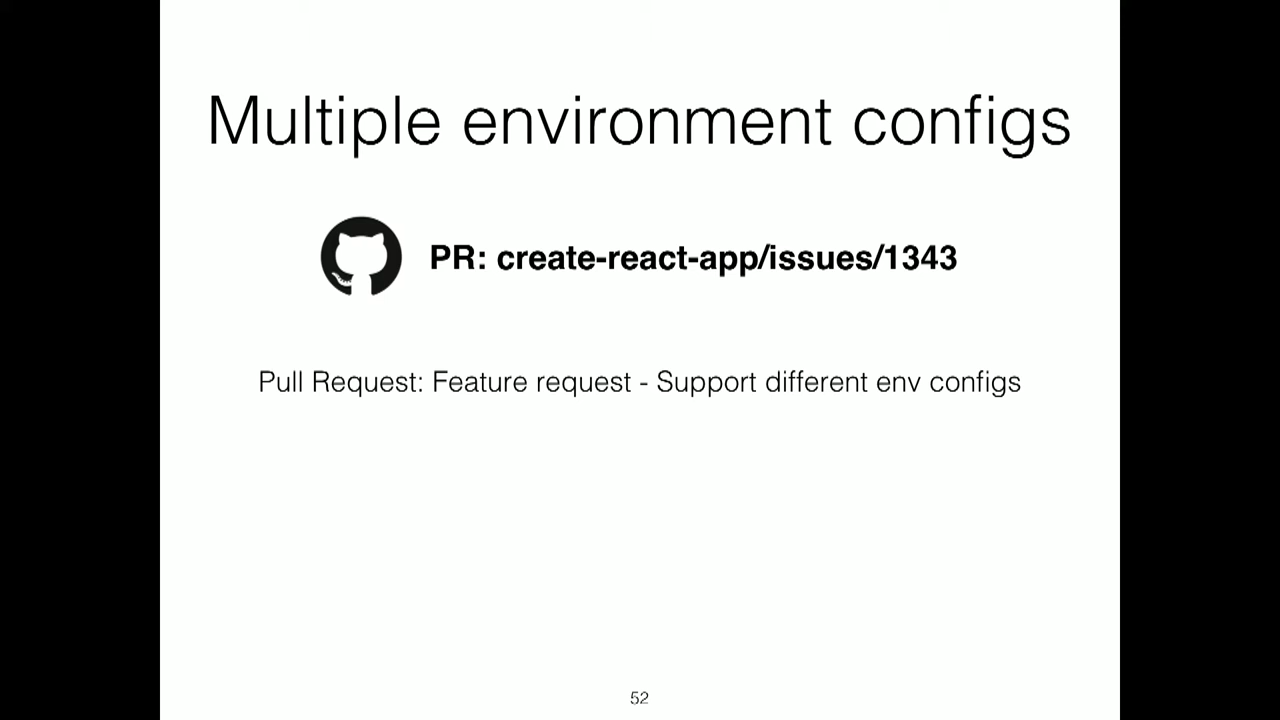 Multiple environment configs
PR: create-react-app/issues/1343
Pull Request: Feature request - Support different env configs
52